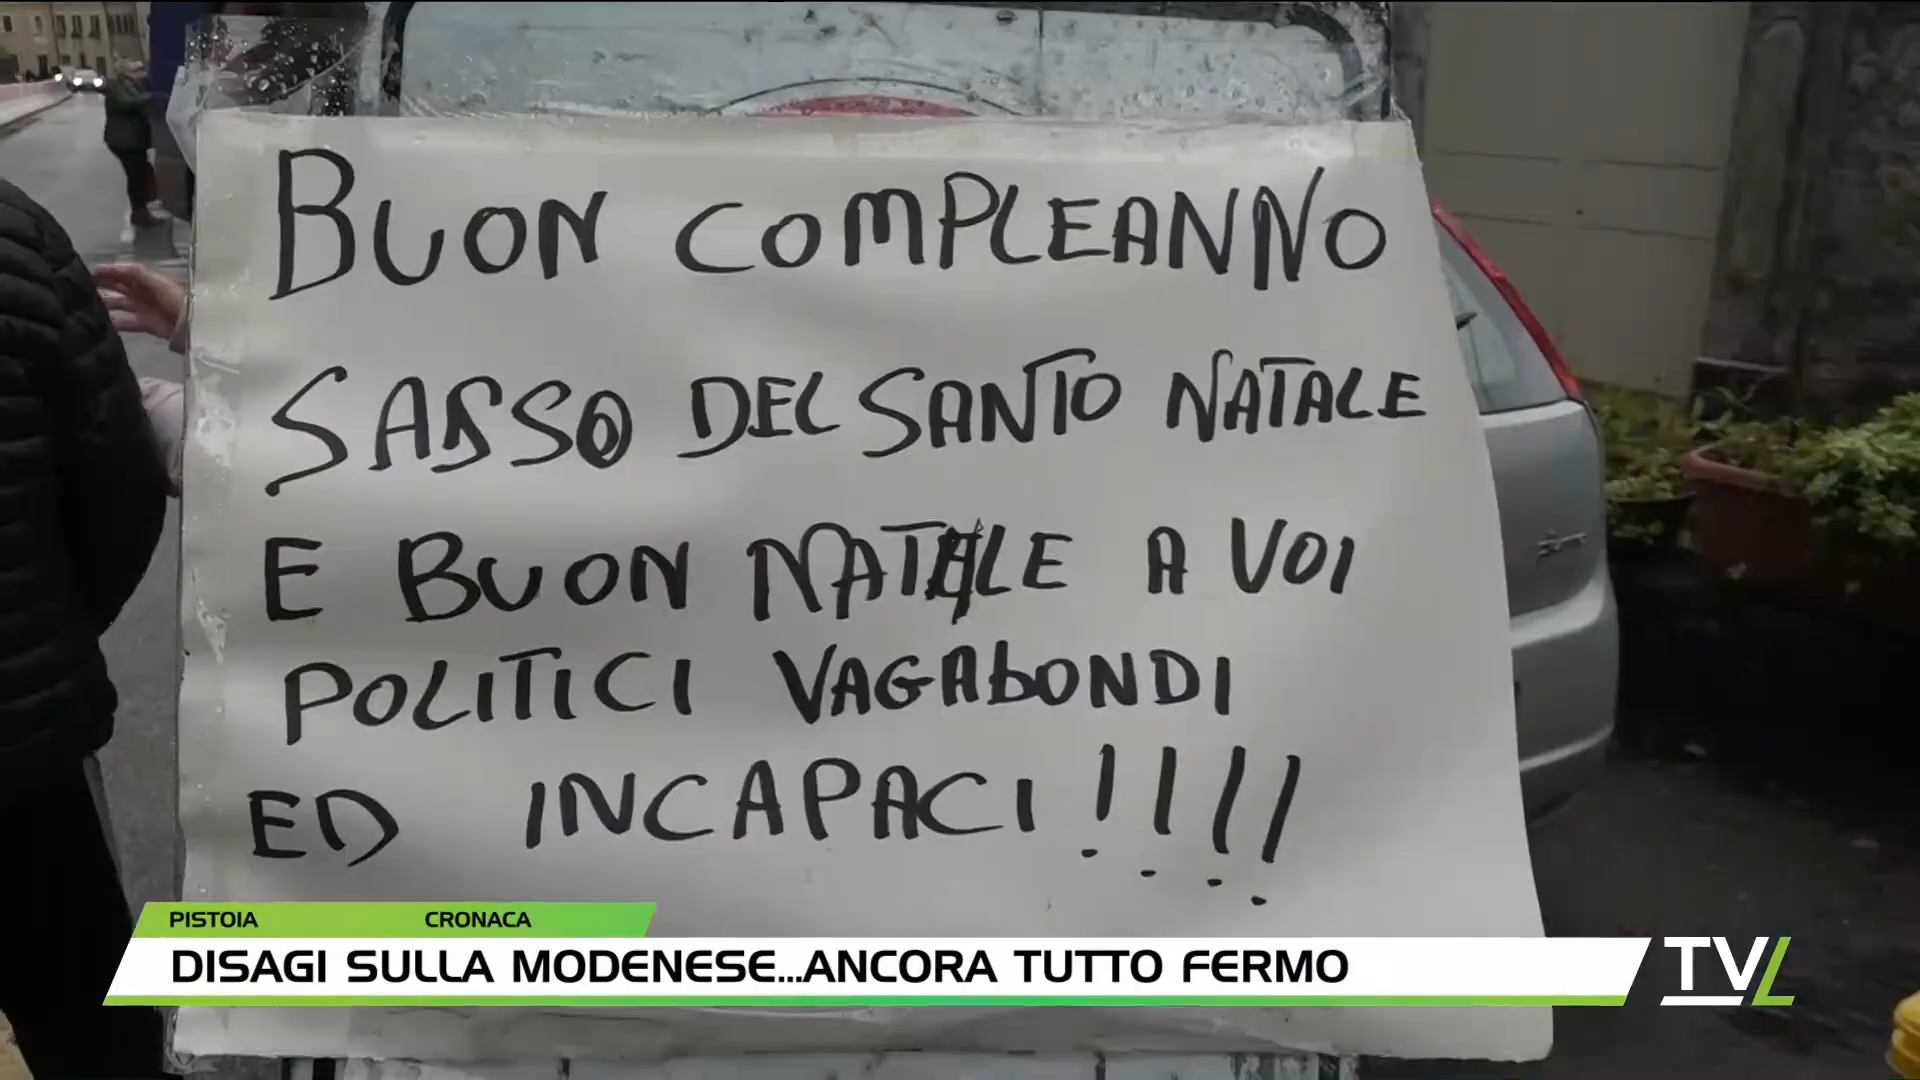 BUON COMPLEANNO
SASSO DEL SANTO NATALE
E BUON NATALE A VOI
POLITICI VAGABONDI
ED INCAPACI!!!!
PISTOIA CRONACA
DISAGI SULLA MODENESE...ANCORA TUTTO FERMO
TVL